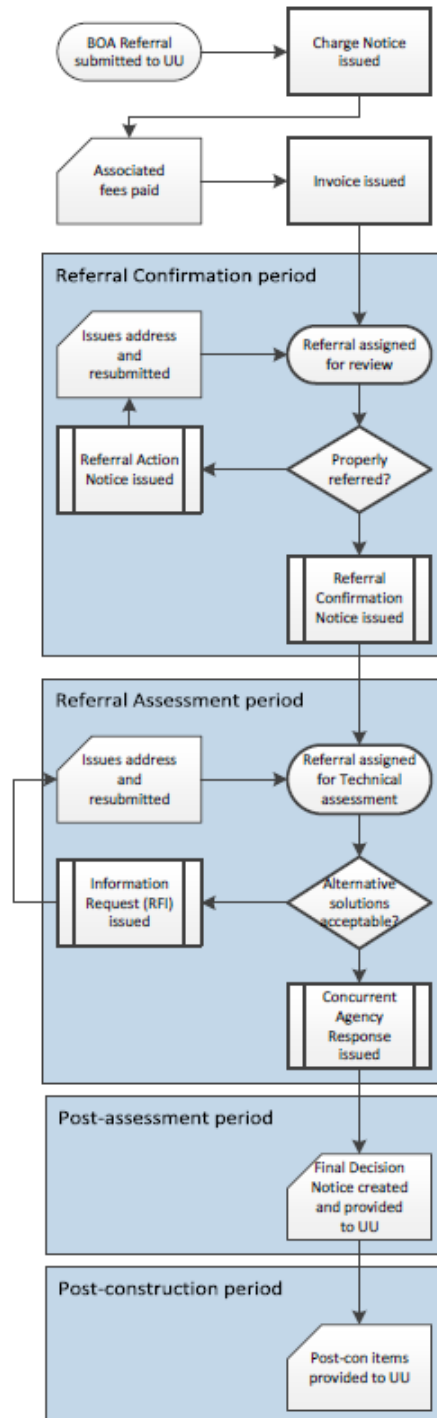 BOA Referral
submitted to UU
Charge Notice
issued
Associated
fees paid
Invoice issued
Referral Confirmation period
Issues address
and
resubmitted
Referral assigned
for review
Referral Action
Notice issued
Properly
referred?
Referral
Confirmation
Notice issued
Referral Assessment period
Issues address
and
resubmitted
Referral assigned
for Technical
assessment
Information
Request (RFI)
issued
Alternative
solutions
acceptable?
Concurrent
Agency
Response
issued
Post-assessment period
Final Decision
Notice created
and provided
to UU
Post-construction period
Post-con items
provided to UU